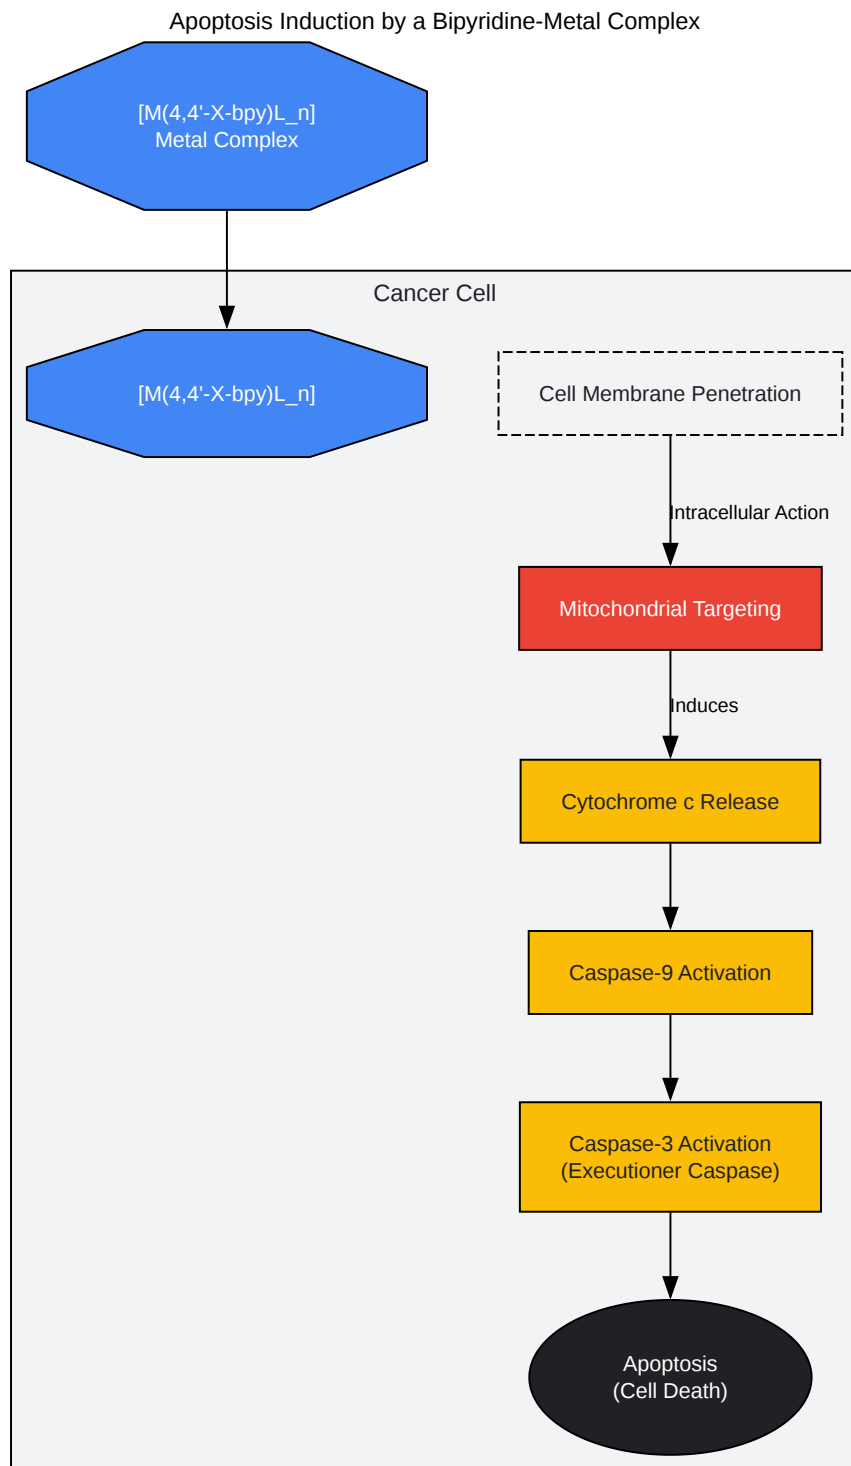 Apoptosis Induction by a Bipyridine-Metal Complex
[M(4,4'-X-bpy)L_n]
Metal Complex
Cancer Cell
[M(4,4'-X-bpy)L_n]
Cell Membrane Penetration
Intracellular Action
Mitochondrial Targeting
Induces
Cytochrome c Release
Caspase-9 Activation
Caspase-3 Activation
(Executioner Caspase)
Apoptosis
(Cell Death)